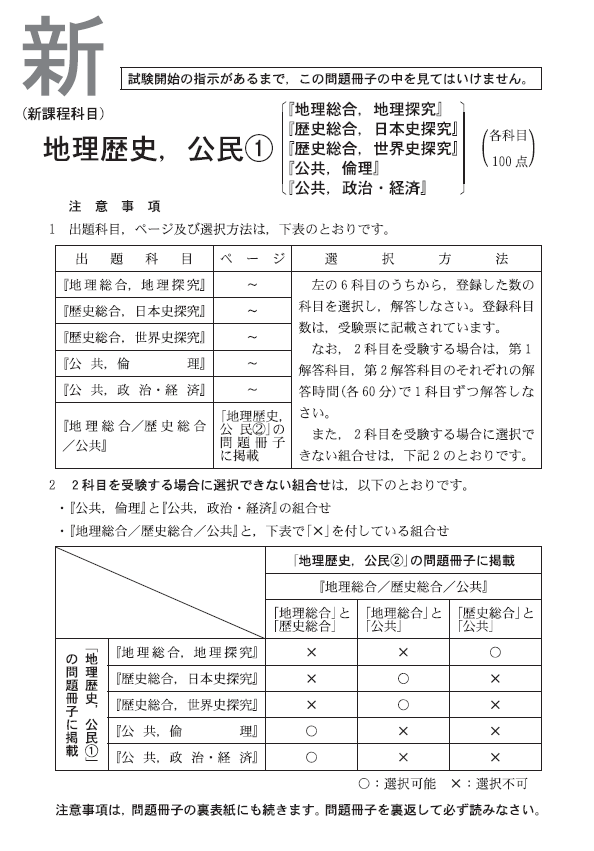 新
試験開始の指示があるまで，この問題冊子の中を見てはいけません。
(新課程科目)
地理歴史，公民①
『地理総合，地理探究』
『歴史総合，日本史探究』
『歴史総合，世界史探究』
『公共，倫理』
『公共，政治・経済』
各科目
100点
注意事項
1 出題科目，ページ及び選択方法は，下表のとおりです。
出題科目 ページ 選択方法
『地理総合，地理探究』 ～
『歴史総合，日本史探究』 ～
『歴史総合，世界史探究』 ～
『公共，倫理』 ～
『公共，政治・経済』 ～
『地理総合／歴史総合
／公共』
「地理歴史，
公民②」の
問題冊子
に掲載
左の6科目のうちから，登録した数の
科目を選択し，解答しなさい。登録科目
数は，受験票に記載されています。
なお，2科目を受験する場合は，第1
解答科目，第2解答科目のそれぞれの解
答時間(各60分)で1科目ずつ解答しな
さい。
また，2科目を受験する場合に選択で
きない組合せは，下記2のとおりです。
2 2科目を受験する場合に選択できない組合せは，以下のとおりです。
・『公共，倫理』と『公共，政治・経済』の組合せ
・『地理総合／歴史総合／公共』と，下表で「×」を付している組合せ
「地理歴史，公民②」の問題冊子に掲載
『地理総合／歴史総合／公共』
「地理総合」と
「歴史総合」
「地理総合」と
「公共」
「歴史総合」と
「公共」
「地理歴史，公民①」
の問題冊子に掲載
『地理総合，地理探究』 × × ○
『歴史総合，日本史探究』 × ○ ×
『歴史総合，世界史探究』 × ○ ×
『公共，倫理』 ○ × ×
『公共，政治・経済』 ○ × ×
○：選択可能 ×：選択不可
注意事項は，問題冊子の裏表紙にも続きます。問題冊子を裏返して必ず読みなさい。